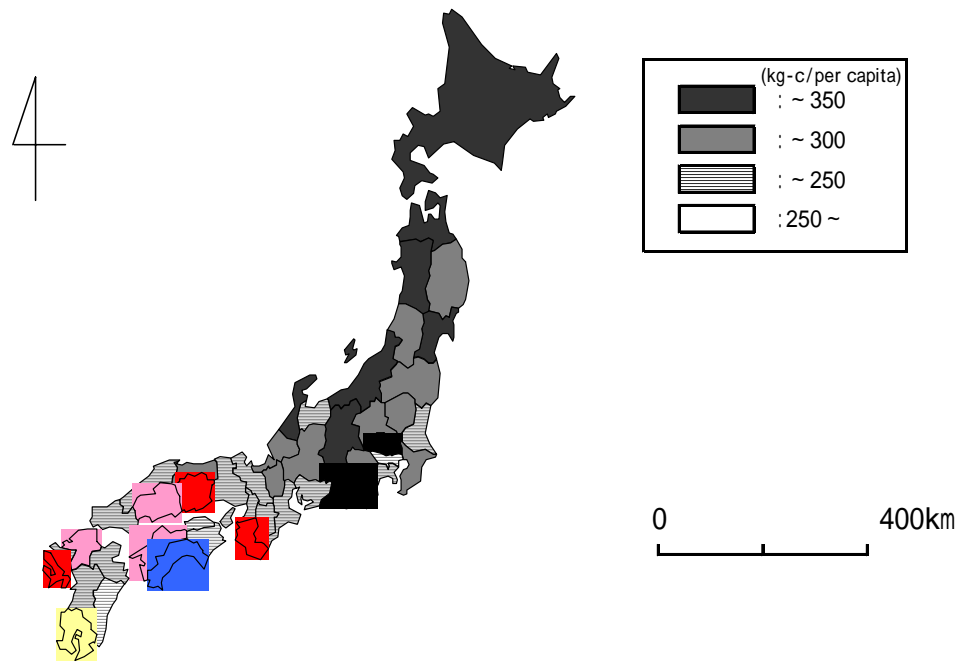 (kg-c/per capita)
: ~ 350
: ~ 300
: ~ 250
: 250 ~
0 400km